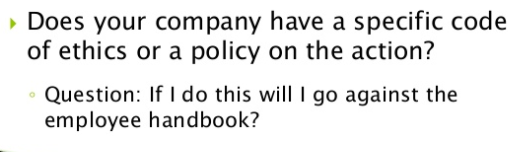 Does your company have a specific code
of ethics or a policy on the action?
Question: If I do this will I go against the
employee handbook?